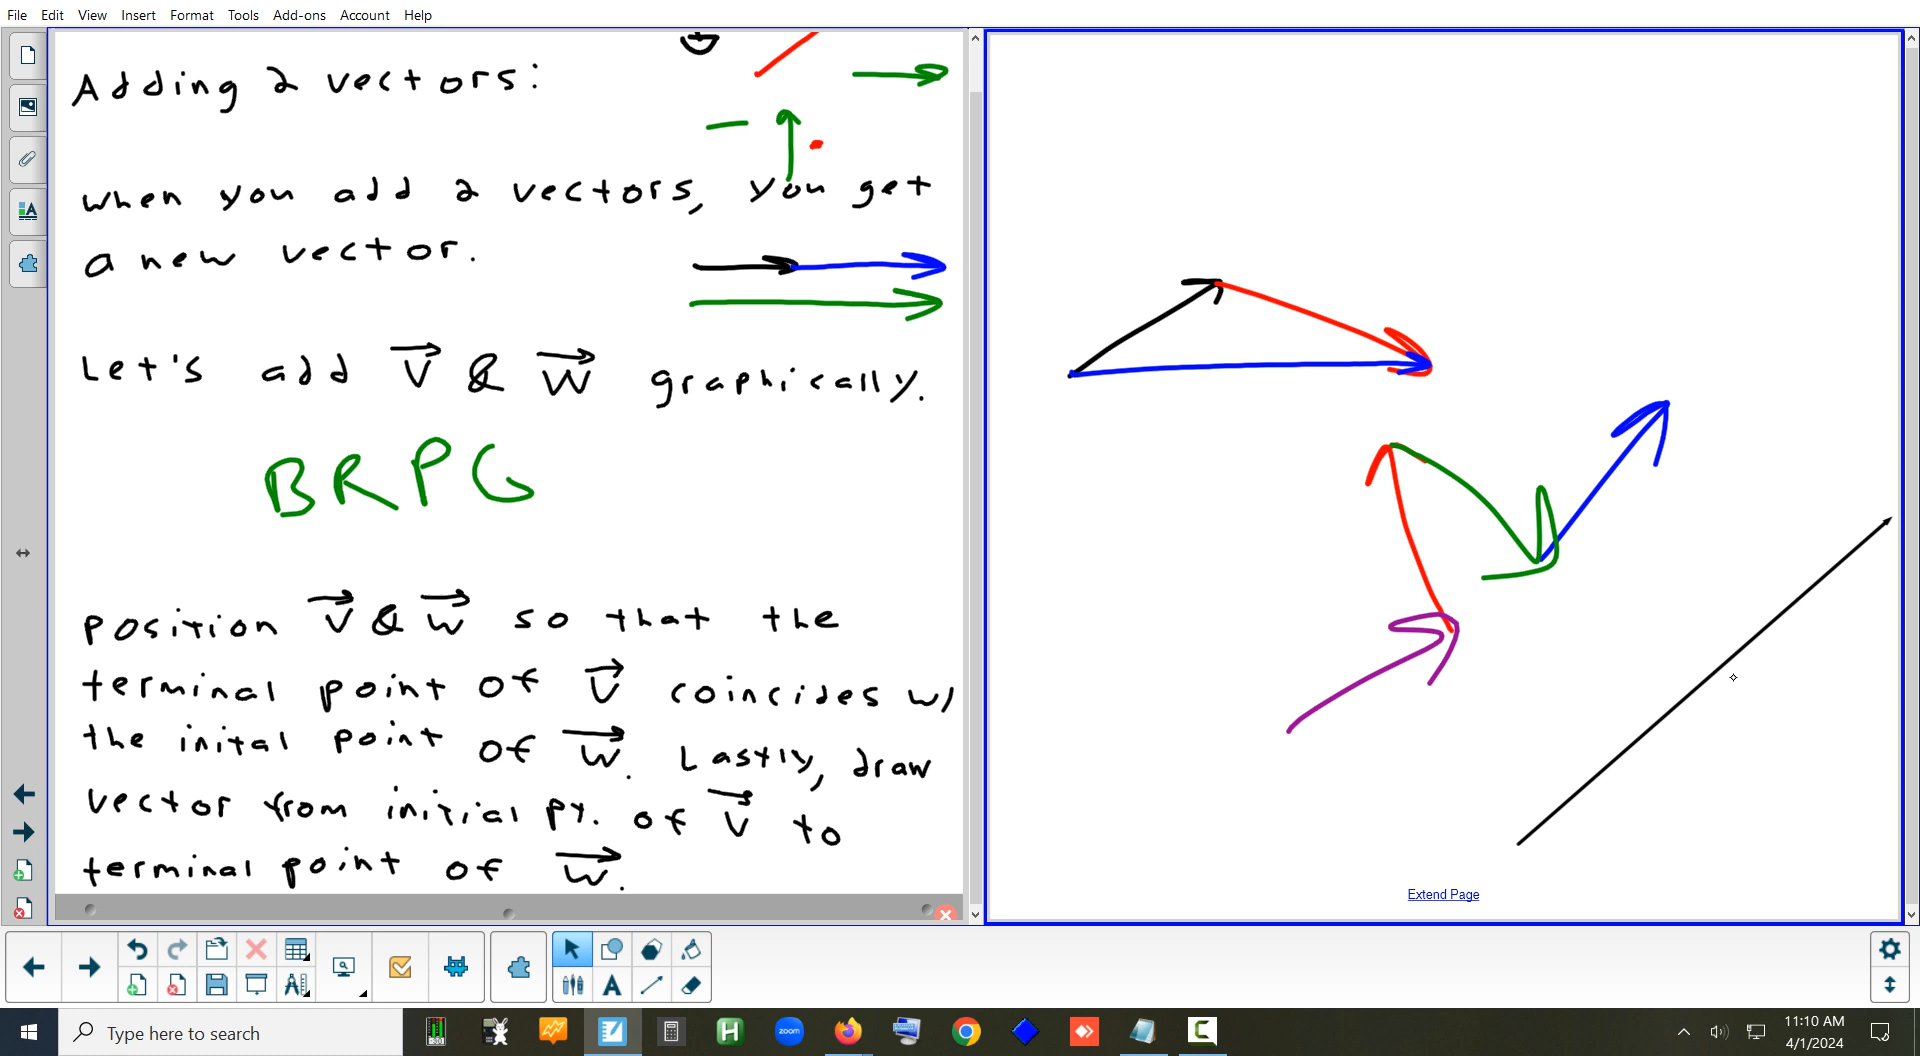 File Edit View Insert Format Tools Add-ons Account Help
Adding 2 vectors:
when you add 2 vectors, you get
a new vector.
Let's add V & W graphically.
BRPG
position V & W so that the
terminal point of V coincides w/
the inital point of W. Lastly, draw
vector from initial pt. of V to
terminal point of W.
Extend Page
Type here to search
zoom
11:10 AM
4/1/2024